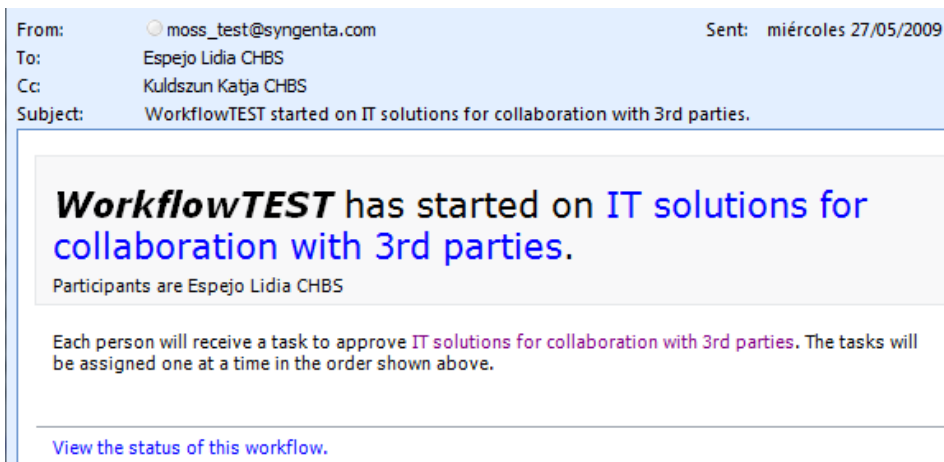 From: moss_test@syngenta.com Sent: miércoles 27/05/2009
To: Espejo Lidia CHBS
Cc: Kuldszun Katja CHBS
Subject: WorkflowTEST started on IT solutions for collaboration with 3rd parties.
WorkflowTEST has started on IT solutions for
collaboration with 3rd parties.
Participants are Espejo Lidia CHBS
Each person will receive a task to approve IT solutions for collaboration with 3rd parties. The tasks will
be assigned one at a time in the order shown above.
View the status of this workflow.